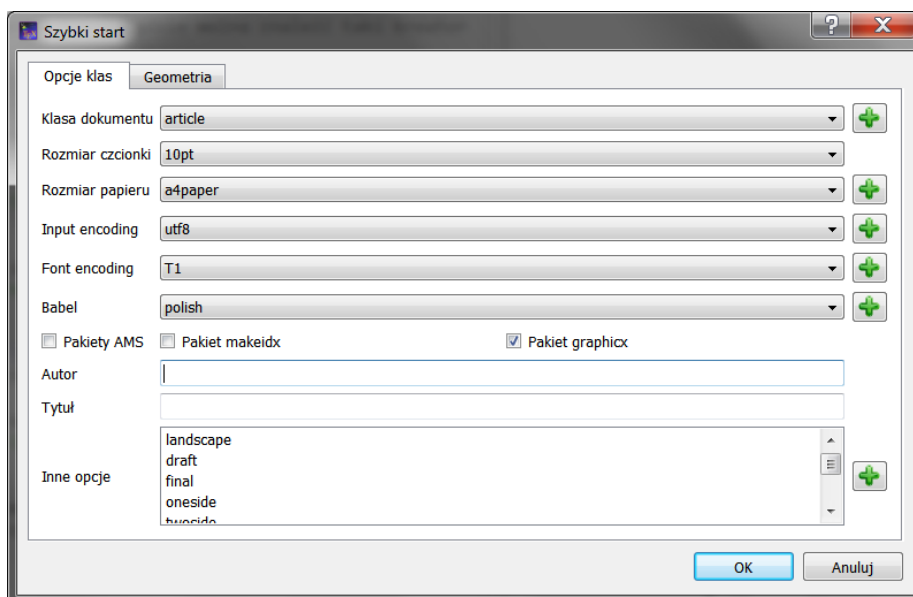 Szybki start
Opcje klas Geometria
Klasa dokumentu article
Rozmiar czcionki 10pt
Rozmiar papieru a4paper
Input encoding utf8
Font encoding T1
Babel polish
Pakiety AMS Pakiet makeidx Pakiet graphicx
Autor
Tytuł
Inne opcje
landscape
draft
final
oneside
twoside
OK Anuluj